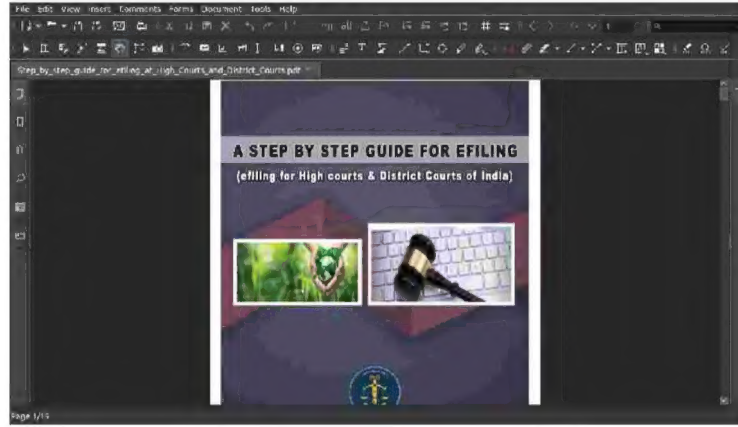 File Edit View Insert Comments Forms Document Tools Help
Step_by_step_guide_for_efiling_at_High_Courts_and_District_Courts.pdf
A STEP BY STEP GUIDE FOR EFILING
(efiling for High courts & District Courts of India)
Page 1/19